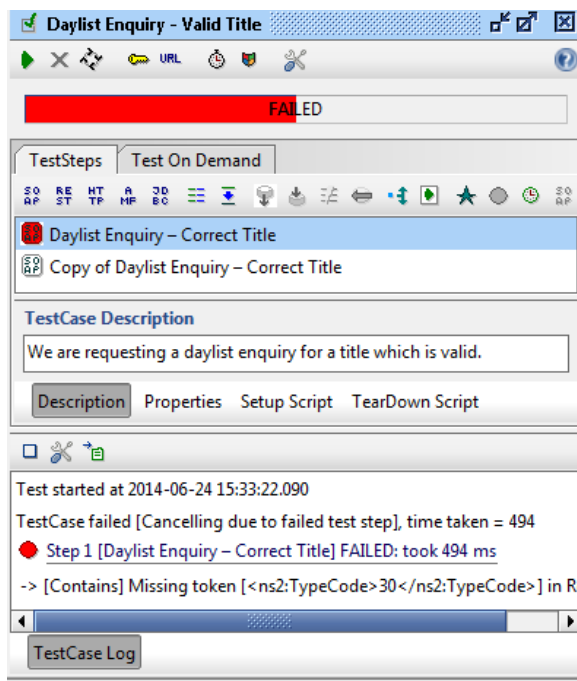 Daylist Enquiry - Valid Title
URL
FAILED
TestSteps Test On Demand
SO AP RE ST HT TP A MF JD BC SO AP
SO AP Daylist Enquiry – Correct Title
SO AP Copy of Daylist Enquiry – Correct Title
TestCase Description
We are requesting a daylist enquiry for a title which is valid.
Description Properties Setup Script TearDown Script
Test started at 2014-06-24 15:33:22.090
TestCase failed [Cancelling due to failed test step], time taken = 494
Step 1 [Daylist Enquiry – Correct Title] FAILED: took 494 ms
-> [Contains] Missing token [<ns2:TypeCode>30</ns2:TypeCode>] in R
TestCase Log